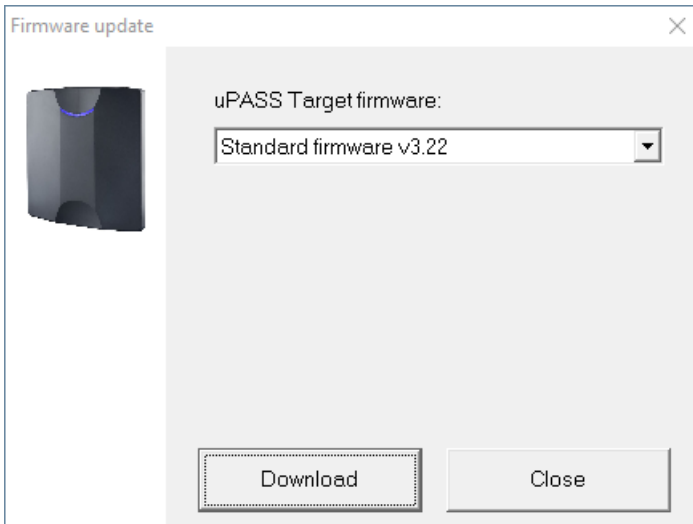 Firmware update
uPASS Target firmware:
Standard firmware v3.22
Download
Close